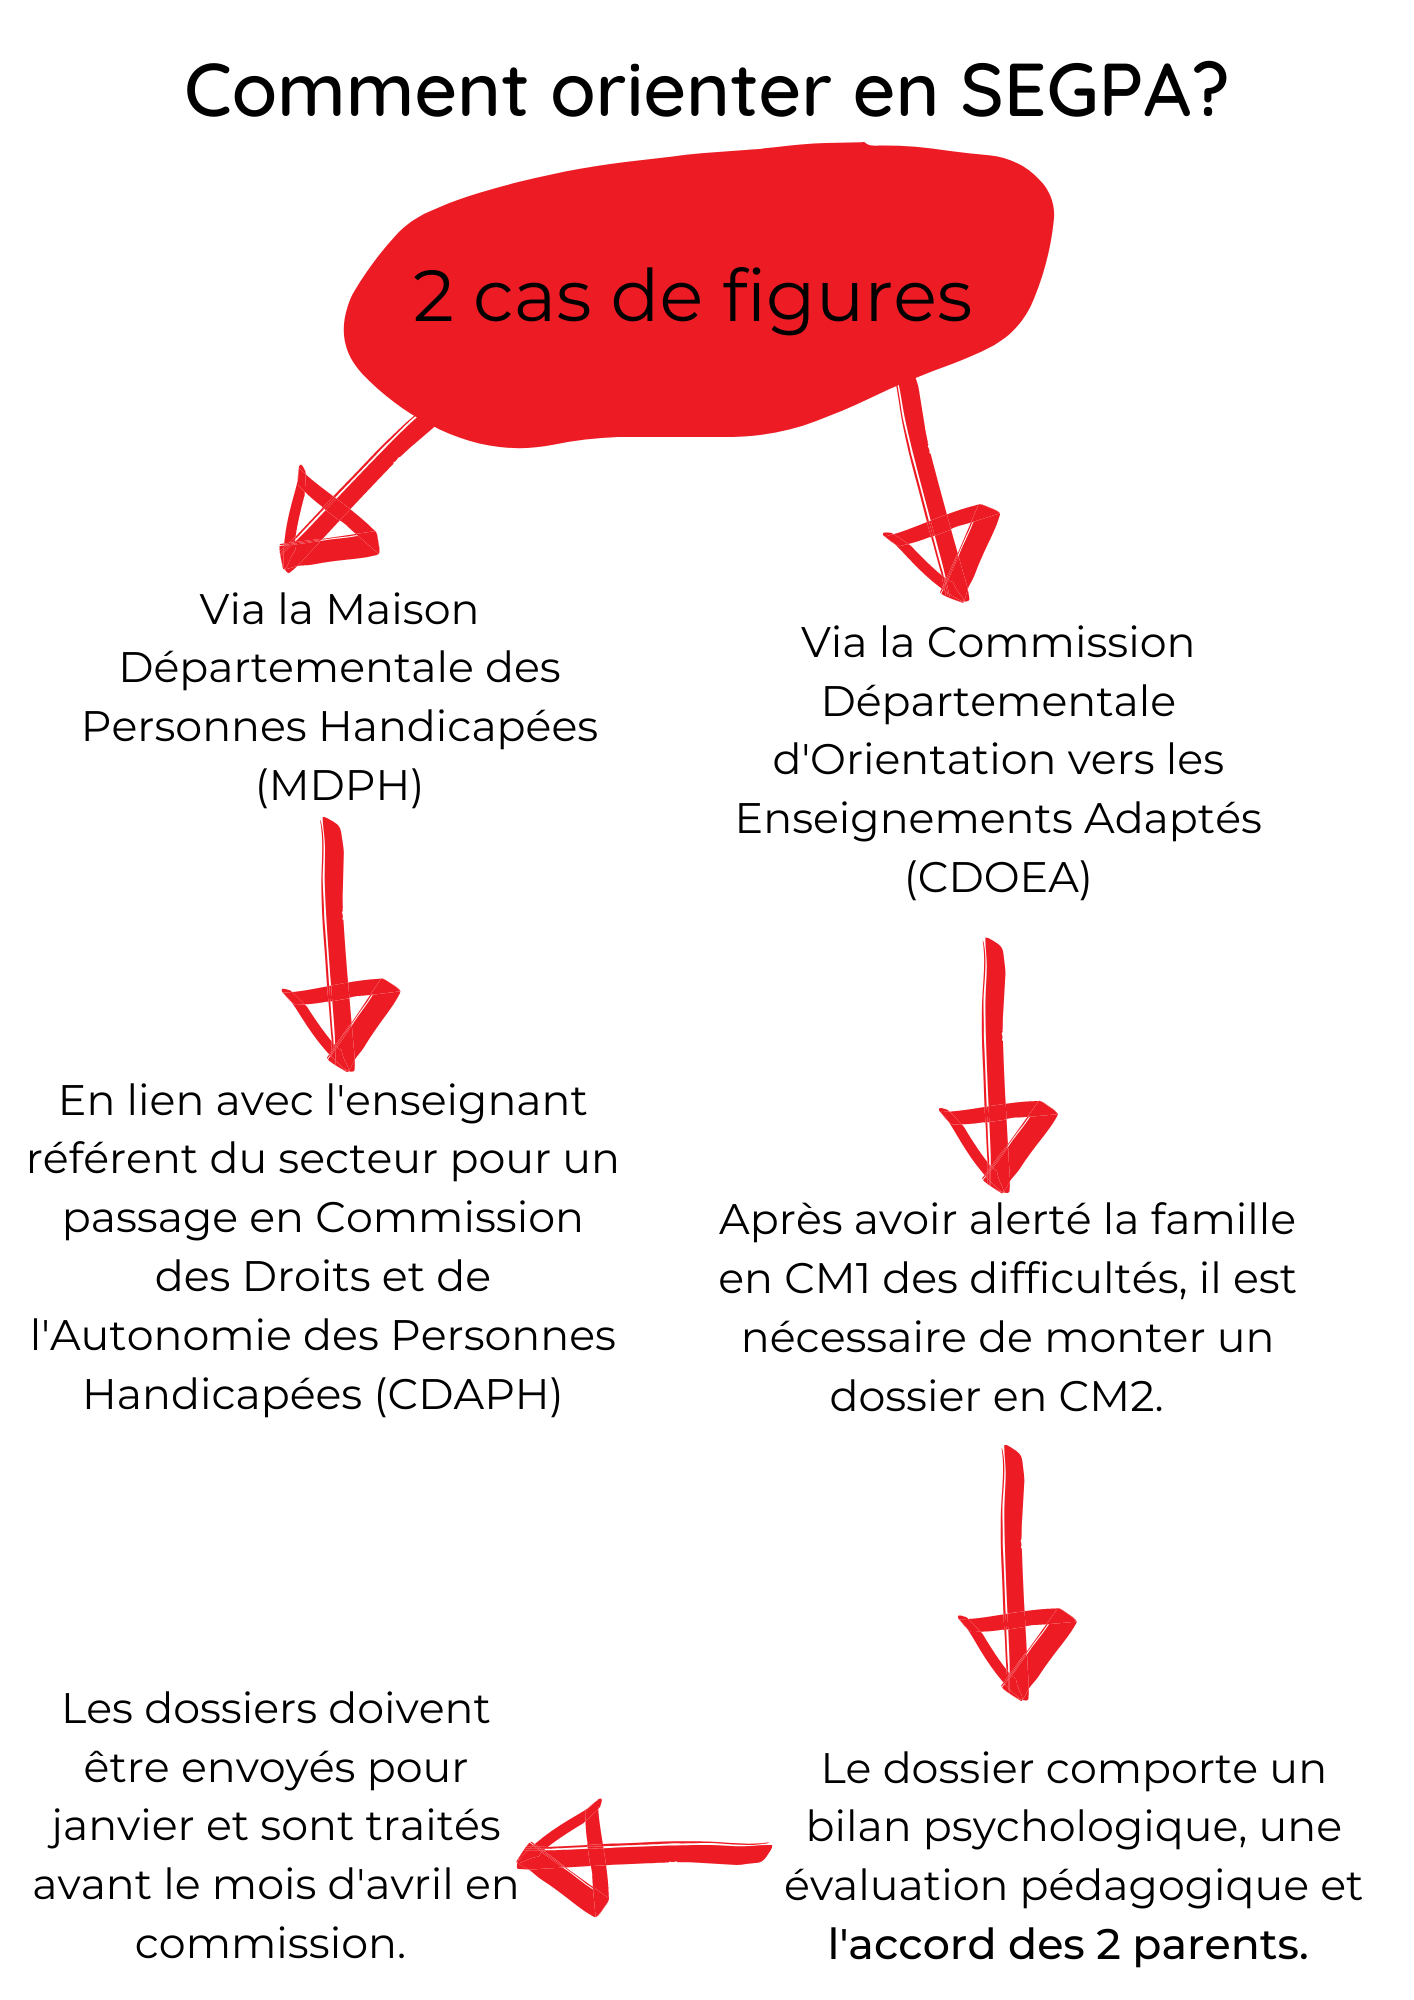 Comment orienter en SEGPA?
2 cas de figures
Via la Maison
Départementale des
Personnes Handicapées
(MDPH)
Via la Commission
Départementale
d'Orientation vers les
Enseignements Adaptés
(CDOEA)
En lien avec l'enseignant
référent du secteur pour un
passage en Commission
des Droits et de
l'Autonomie des Personnes
Handicapées (CDAPH)
Après avoir alerté la famille
en CM1 des difficultés, il est
nécessaire de monter un
dossier en CM2.
Le dossier comporte un
bilan psychologique, une
évaluation pédagogique et
l'accord des 2 parents.
Les dossiers doivent
être envoyés pour
janvier et sont traités
avant le mois d'avril en
commission.